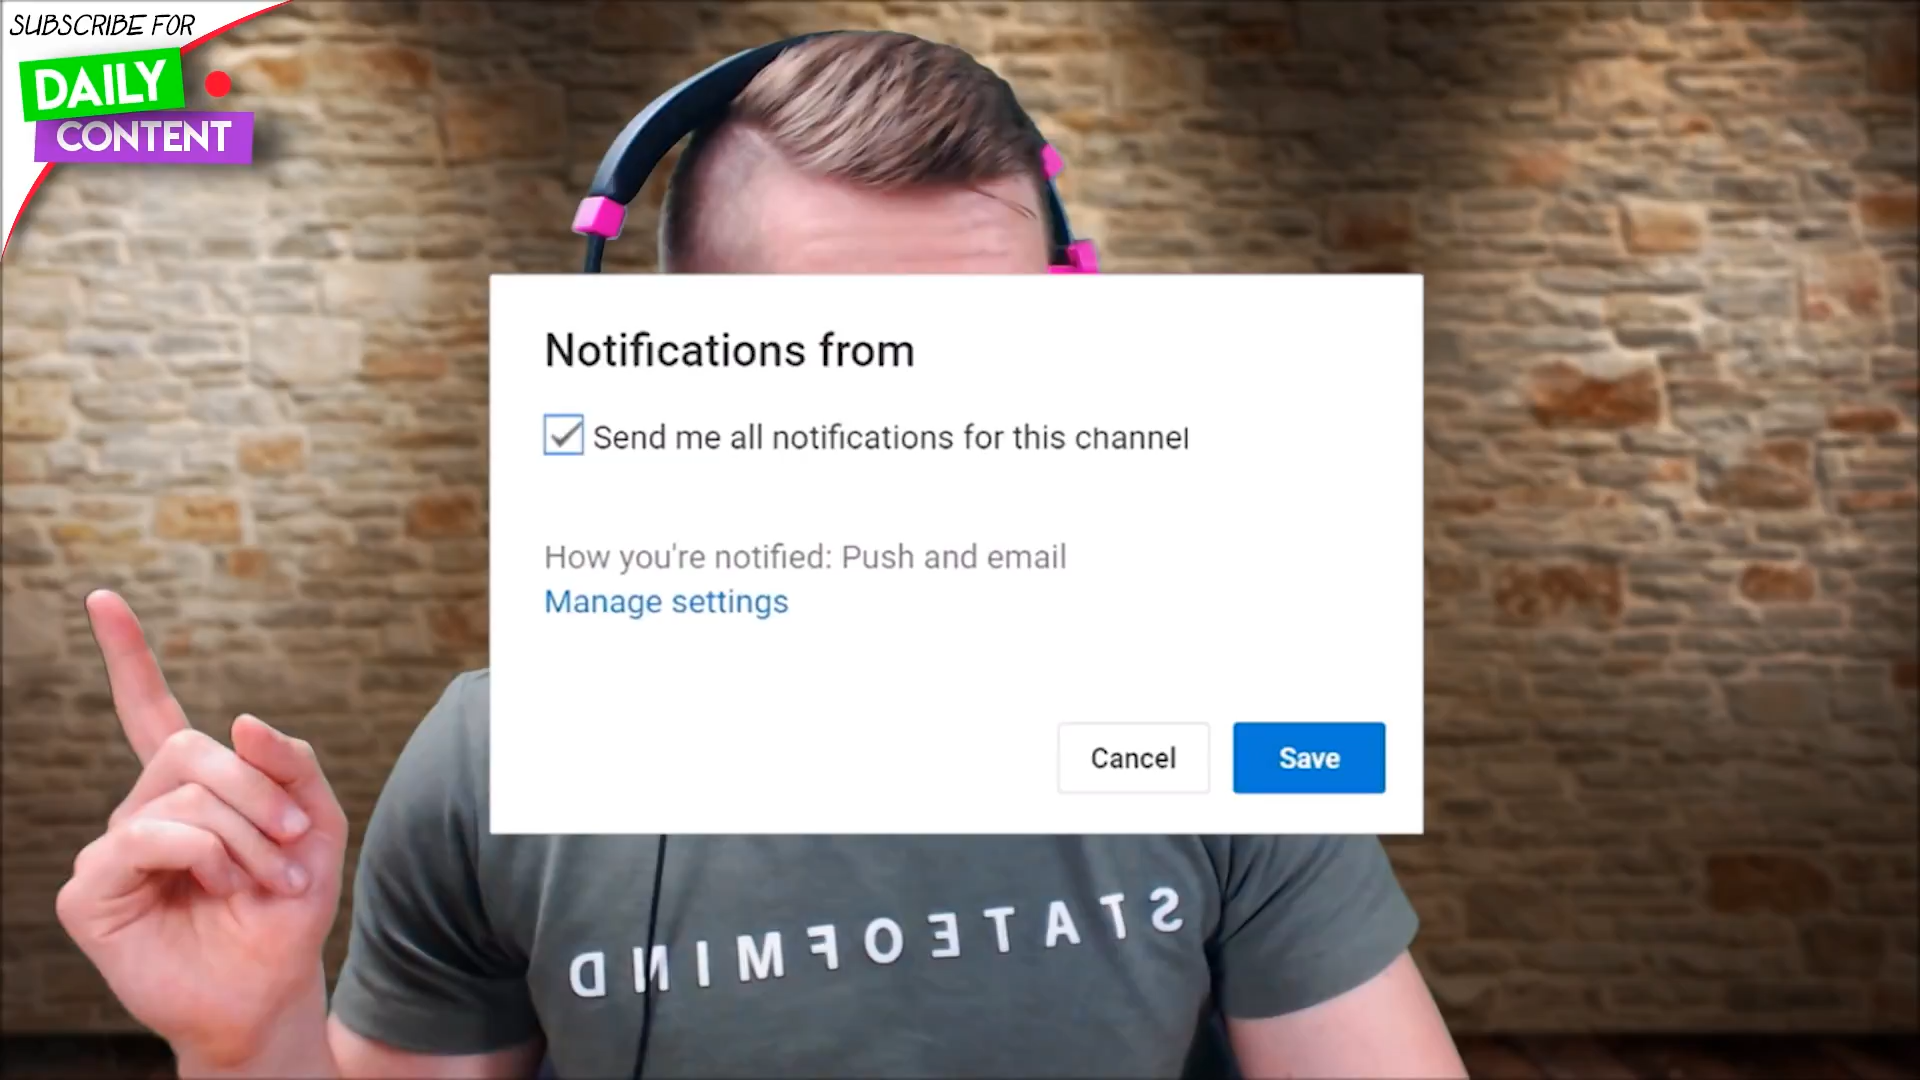 SUBSCRIBE FOR
DAILY
CONTENT
Notifications from
Send me all notifications for this channel
How you're notified: Push and email
Manage settings
Cancel
Save
STATEOFMIND